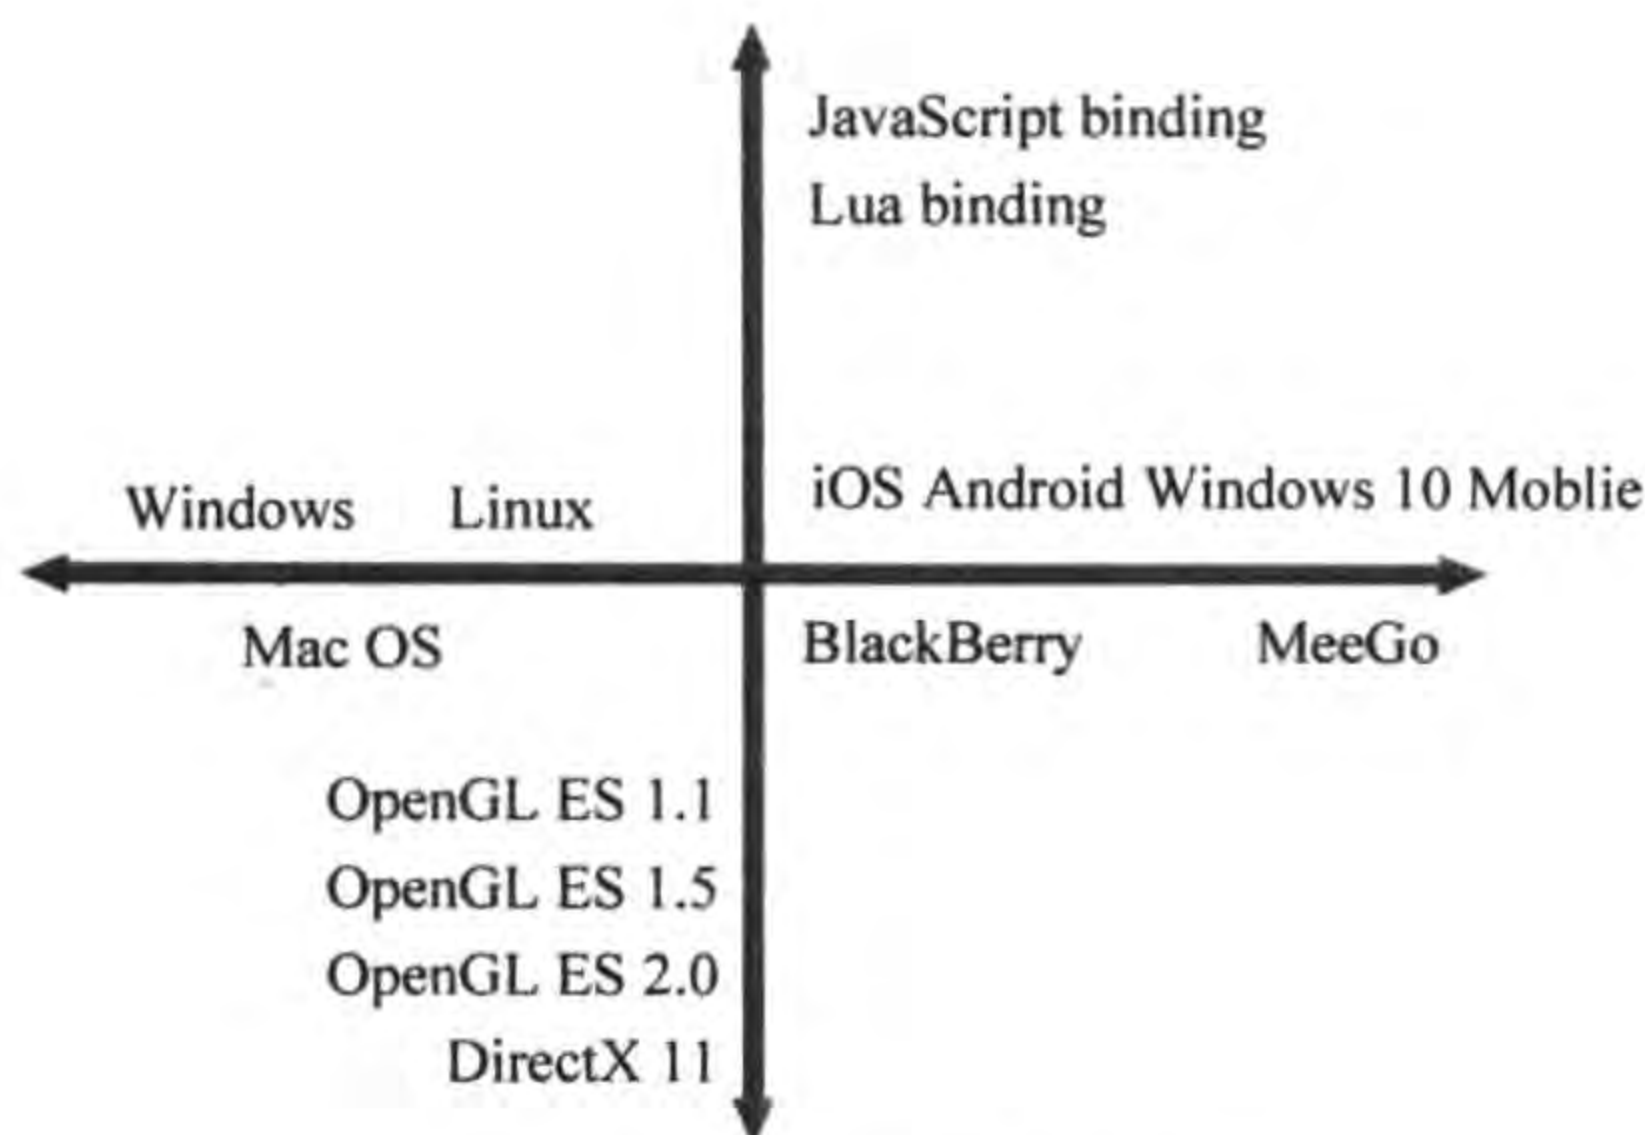 JavaScript binding
Lua binding
Windows Linux
iOS Android Windows 10 Moblie
Mac OS
BlackBerry MeeGo
OpenGL ES 1.1
OpenGL ES 1.5
OpenGL ES 2.0
DirectX 11